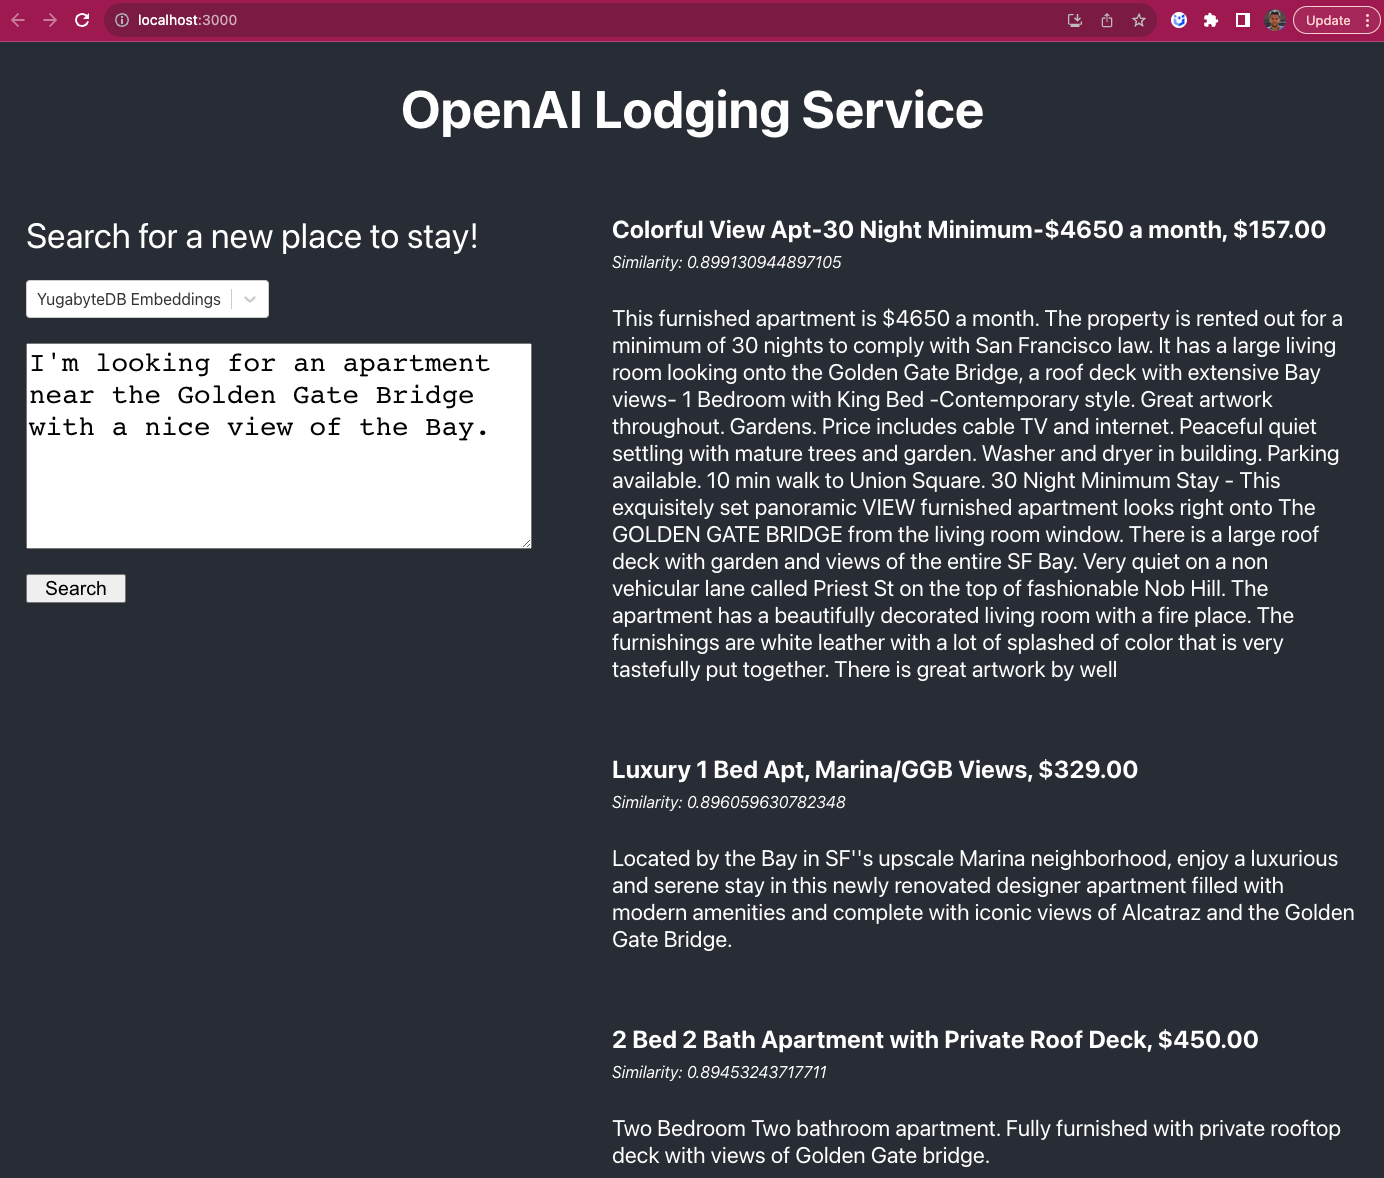 localhost:3000
Update
OpenAI Lodging Service
Search for a new place to stay!
YugabyteDB Embeddings
I'm looking for an apartment
near the Golden Gate Bridge
with a nice view of the Bay.
Search
Colorful View Apt-30 Night Minimum-$4650 a month, $157.00
Similarity: 0.899130944897105
This furnished apartment is $4650 a month. The property is rented out for a
minimum of 30 nights to comply with San Francisco law. It has a large living
room looking onto the Golden Gate Bridge, a roof deck with extensive Bay
views- 1 Bedroom with King Bed -Contemporary style. Great artwork
throughout. Gardens. Price includes cable TV and internet. Peaceful quiet
settling with mature trees and garden. Washer and dryer in building. Parking
available. 10 min walk to Union Square. 30 Night Minimum Stay - This
exquisitely set panoramic VIEW furnished apartment looks right onto The
GOLDEN GATE BRIDGE from the living room window. There is a large roof
deck with garden and views of the entire SF Bay. Very quiet on a non
vehicular lane called Priest St on the top of fashionable Nob Hill. The
apartment has a beautifully decorated living room with a fire place. The
furnishings are white leather with a lot of splashed of color that is very
tastefully put together. There is great artwork by well
Luxury 1 Bed Apt, Marina/GGB Views, $329.00
Similarity: 0.896059630782348
Located by the Bay in SF''s upscale Marina neighborhood, enjoy a luxurious
and serene stay in this newly renovated designer apartment filled with
modern amenities and complete with iconic views of Alcatraz and the Golden
Gate Bridge.
2 Bed 2 Bath Apartment with Private Roof Deck, $450.00
Similarity: 0.89453243717711
Two Bedroom Two bathroom apartment. Fully furnished with private rooftop
deck with views of Golden Gate bridge.